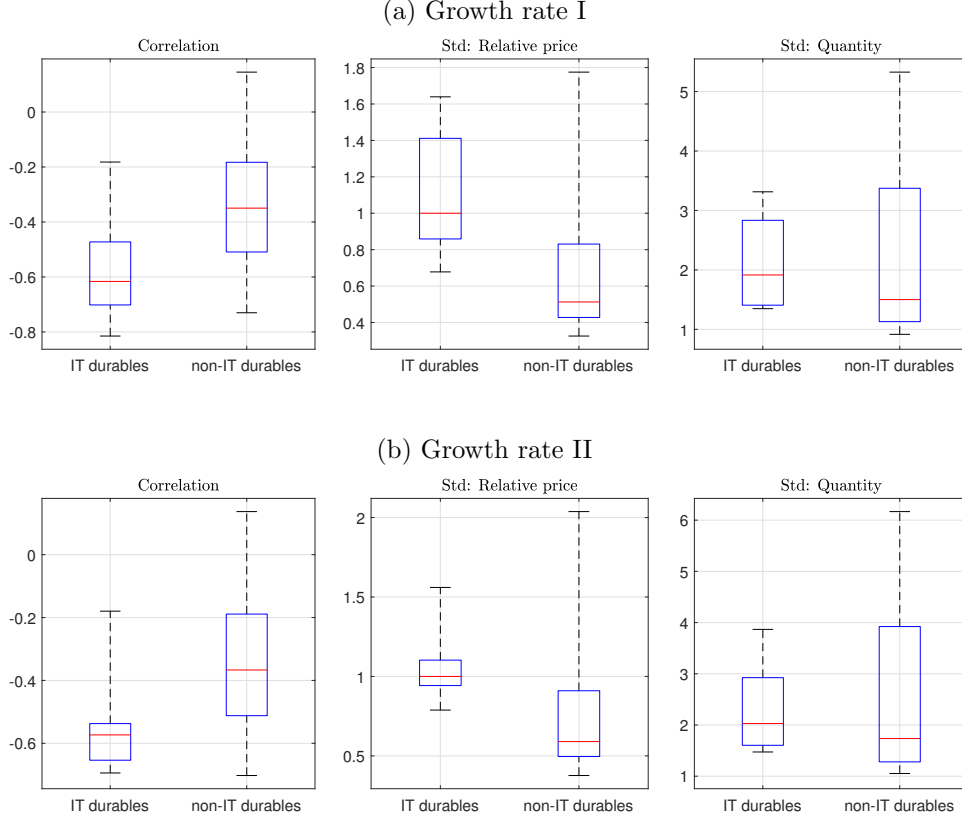 (a) Growth rate I
Correlation
0
-0.2
-0.4
-0.6
-0.8
IT durables non-IT durables
Std: Relative price
1.8
1.6
1.4
1.2
1
0.8
0.6
0.4
IT durables non-IT durables
Std: Quantity
5
4
3
2
1
IT durables non-IT durables
(b) Growth rate II
Correlation
0
-0.2
-0.4
-0.6
IT durables non-IT durables
Std: Relative price
2
1.5
1
0.5
IT durables non-IT durables
Std: Quantity
6
5
4
3
2
1
IT durables non-IT durables